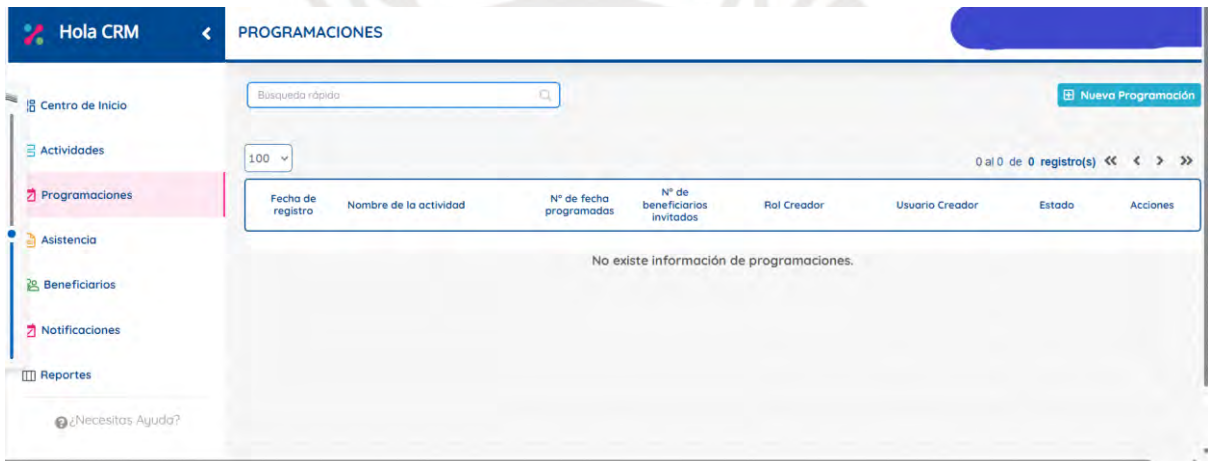 Hola CRM
PROGRAMACIONES
Búsqueda rápida
Nueva Programación
Centro de Inicio
Actividades
Programaciones
Asistencia
Beneficiarios
Notificaciones
Reportes
¿Necesitas Ayuda?
100
0 al 0 de 0 registro(s)
Fecha de
registro
Nombre de la actividad
N° de fecha
programadas
N° de
beneficiarios
invitados
Rol Creador
Usuario Creador
Estado
Acciones
No existe información de programaciones.